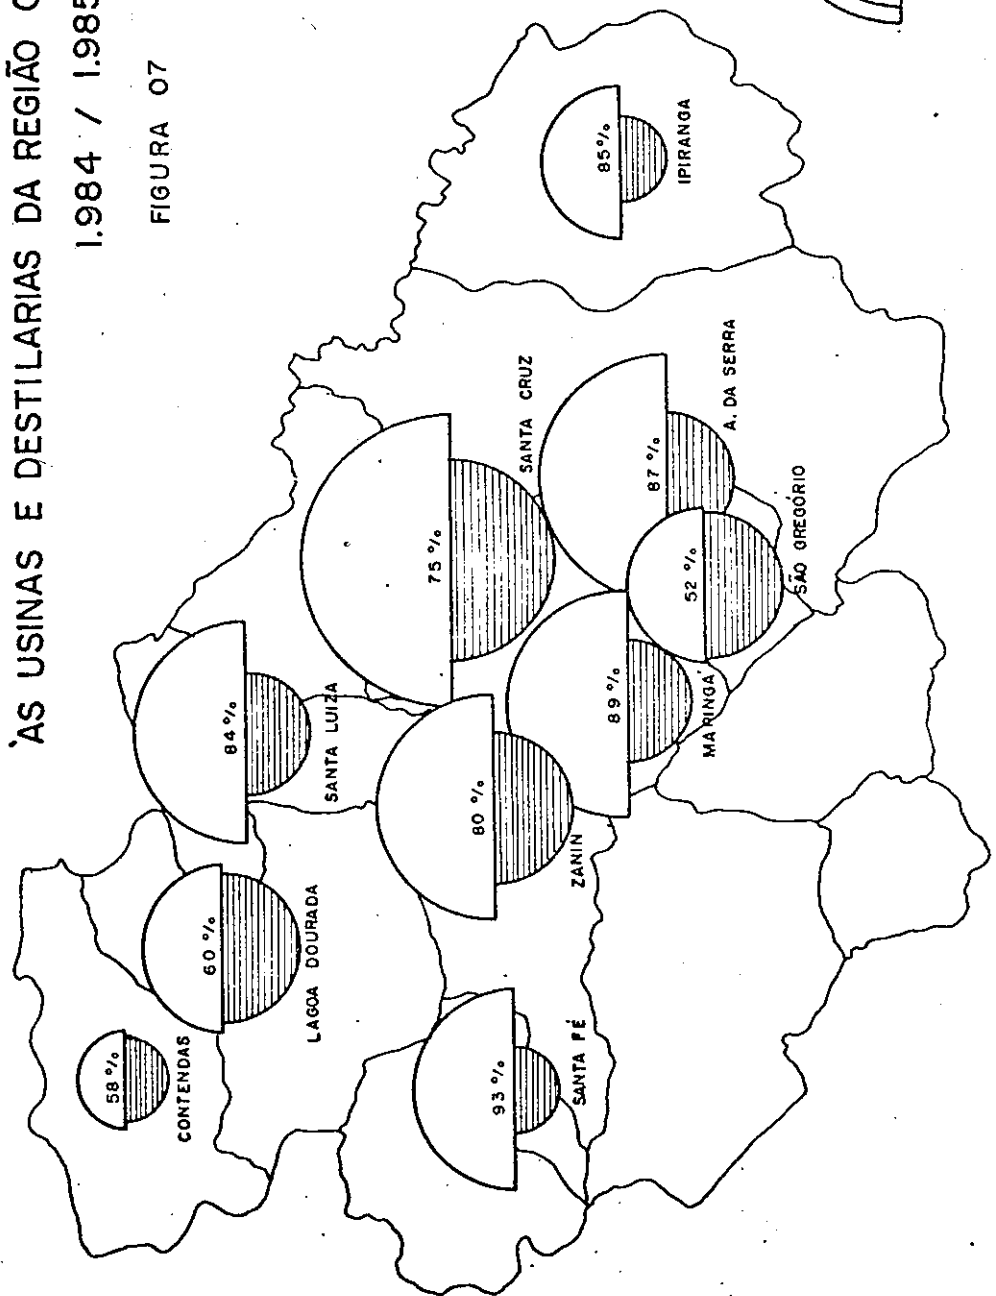 ÀS USINAS E DESTILARIAS DA REGIÃO
1.984 / 1.985
FIGURA 07
58 %
CONTENDAS
60 %
LAGOA DOURADA
84 %
SANTA LUIZA
93 %
SANTA FÉ
80 %
ZANIN
75 %
SANTA CRUZ
89 %
MARINGÁ
52 %
SÃO GREGÓRIO
87 %
A. DA SERRA
85 %
IPIRANGA